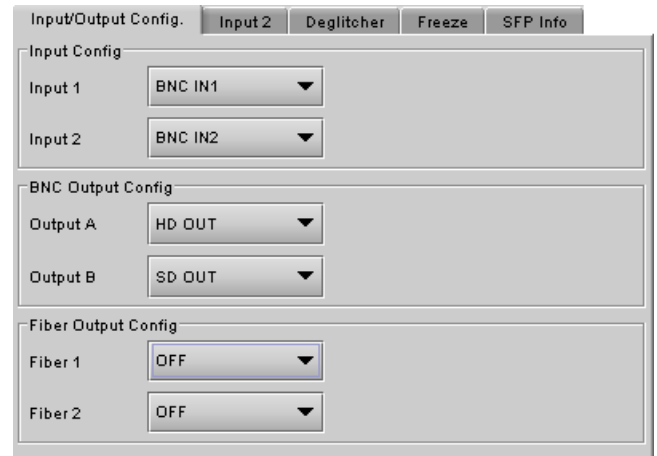 Input/Output Config. Input 2 Deglitcher Freeze SFP Info
Input Config
Input 1 BNC IN1
Input 2 BNC IN2
BNC Output Config
Output A HD OUT
Output B SD OUT
Fiber Output Config
Fiber 1 OFF
Fiber 2 OFF